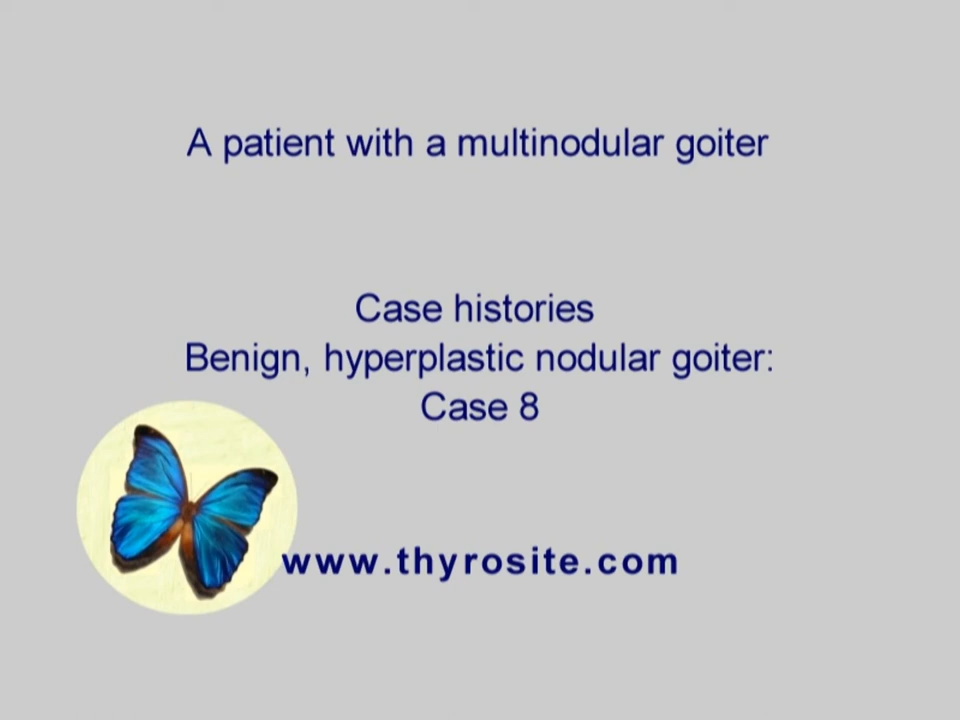 A patient with a multinodular goiter
Case histories
Benign, hyperplastic nodular goiter:
Case 8
www.thyrosite.com